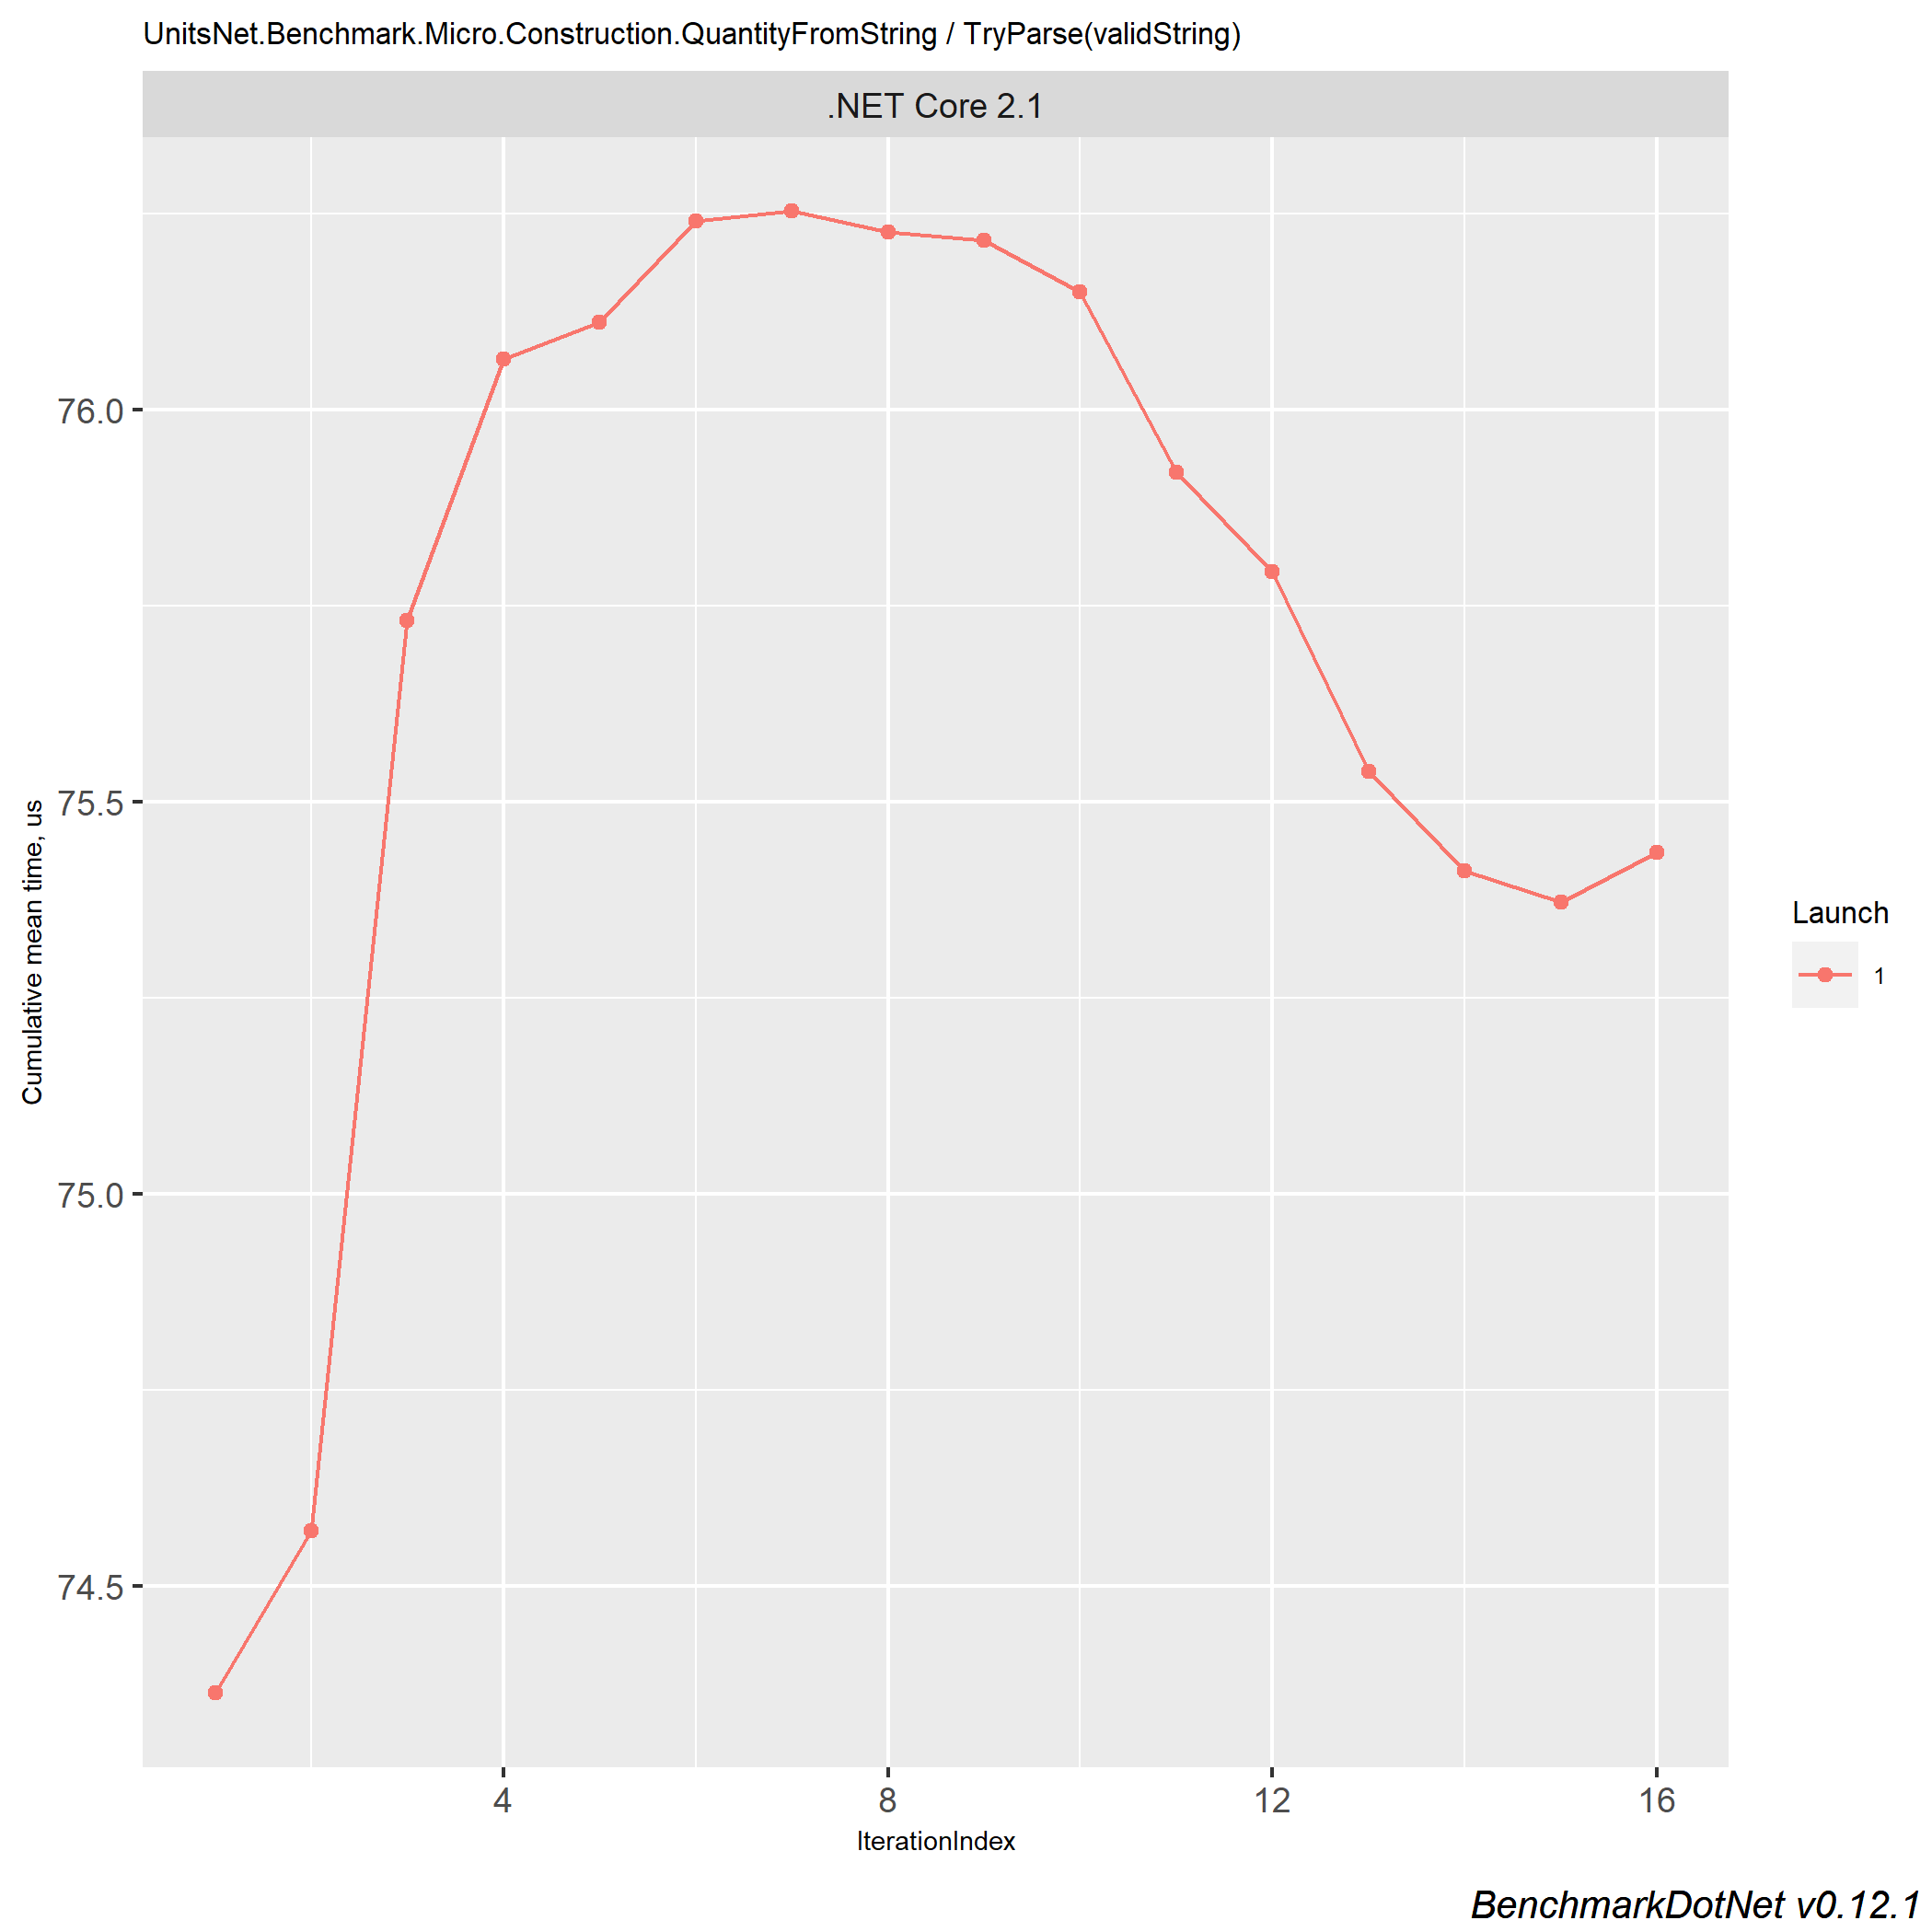 UnitsNet.Benchmark.Micro.Construction.QuantityFromString / TryParse(validString)
.NET Core 2.1
76.0
75.5
75.0
74.5
Cumulative mean time, us
4 8 12 16
IterationIndex
Launch
1
BenchmarkDotNet v0.12.1